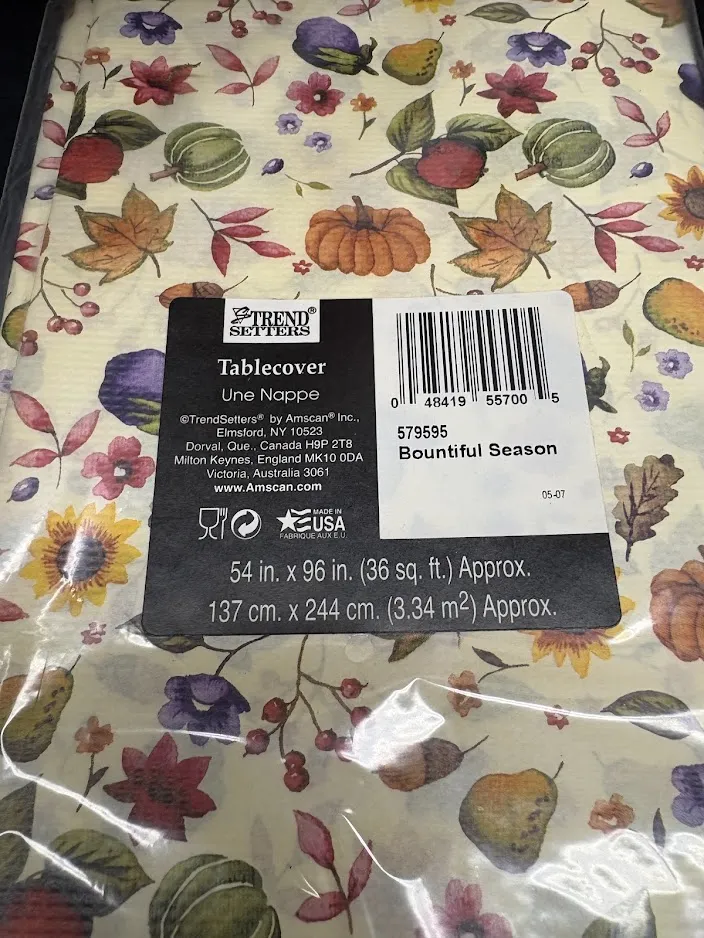 TREND®
SETTERS
Tablecover
Une Nappe
©TrendSetters® by Amscan® Inc.,
Elmsford, NY 10523
Dorval, Que., Canada H9P 2T8
Milton Keynes, England MK10 0DA
Victoria, Australia 3061
www.Amscan.com
MADE IN
USA
FABRIQUE AUX E.U.
0 48419 55700 5
579595
Bountiful Season
05-07
54 in. x 96 in. (36 sq. ft.) Approx.
137 cm. x 244 cm. (3.34 m²) Approx.